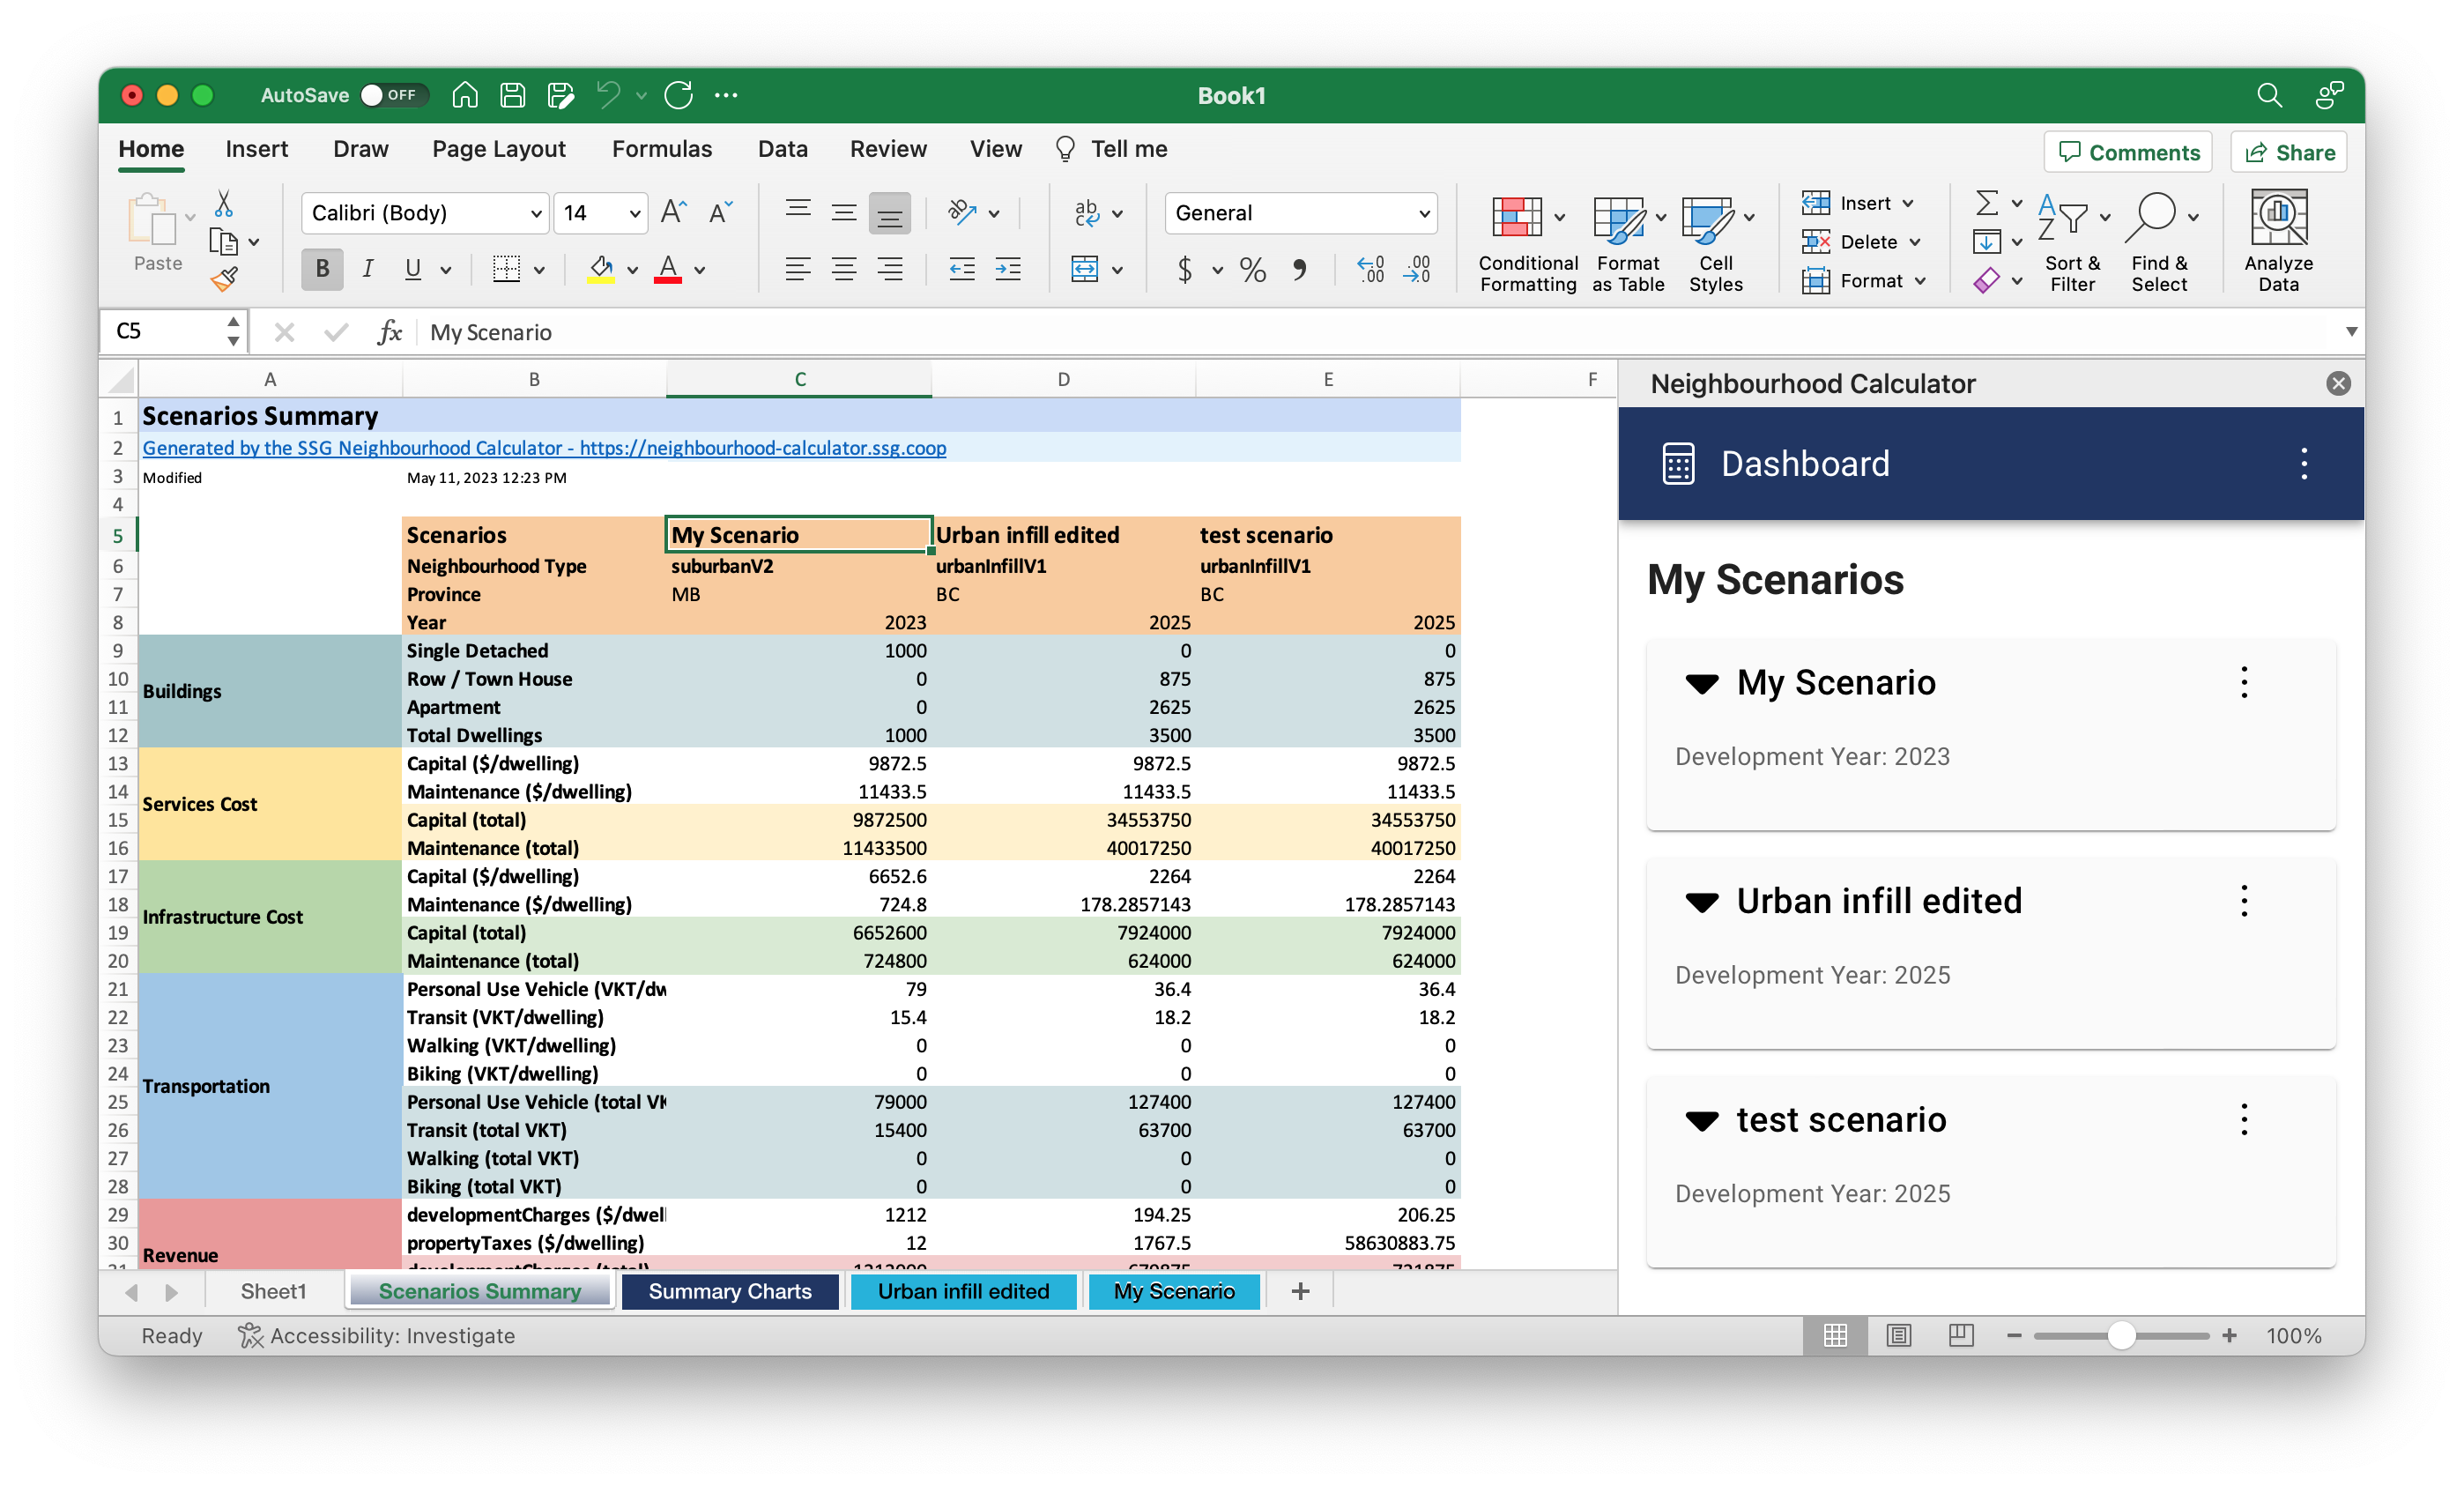 AutoSave OFF Book1
Home Insert Draw Page Layout Formulas Data Review View Tell me Comments Share
Paste
Calibri (Body) 14
B I U
General
Conditional Formatting
Format as Table
Cell Styles
Insert
Delete
Format
Sort & Filter
Find & Select
Analyze Data
C5 fx My Scenario
A B C D E F
1 Scenarios Summary
2 Generated by the SSG Neighbourhood Calculator - https://neighbourhood-calculator.ssg.coop
3 Modified May 11, 2023 12:23 PM
4
5 Scenarios My Scenario Urban infill edited test scenario
6 Neighbourhood Type suburbanV2 urbanInfillV1 urbanInfillV1
7 Province MB BC BC
8 Year 2023 2025 2025
9 Single Detached 1000 0 0
Buildings
10 Row / Town House 0 875 875
11 Apartment 0 2625 2625
12 Total Dwellings 1000 3500 3500
13 Capital ($/dwelling) 9872.5 9872.5 9872.5
14 Maintenance ($/dwelling) 11433.5 11433.5 11433.5
Services Cost
15 Capital (total) 9872500 34553750 34553750
16 Maintenance (total) 11433500 40017250 40017250
17 Capital ($/dwelling) 6652.6 2264 2264
18 Maintenance ($/dwelling) 724.8 178.2857143 178.2857143
Infrastructure Cost
19 Capital (total) 6652600 7924000 7924000
20 Maintenance (total) 724800 624000 624000
21 Personal Use Vehicle (VKT/dw 79 36.4 36.4
22 Transit (VKT/dwelling) 15.4 18.2 18.2
23 Walking (VKT/dwelling) 0 0 0
24 Biking (VKT/dwelling) 0 0 0
Transportation
25 Personal Use Vehicle (total VK 79000 127400 127400
26 Transit (total VKT) 15400 63700 63700
27 Walking (total VKT) 0 0 0
28 Biking (total VKT) 0 0 0
29 developmentCharges ($/dwel 1212 194.25 206.25
30 propertyTaxes ($/dwelling) 12 1767.5 58630883.75
Revenue
31 developmentCharges (total) 1212000 679875 721875
Neighbourhood Calculator
Dashboard
My Scenarios
My Scenario
Development Year: 2023
Urban infill edited
Development Year: 2025
test scenario
Development Year: 2025
Sheet1 Scenarios Summary Summary Charts Urban infill edited My Scenario +
Ready Accessibility: Investigate 100%